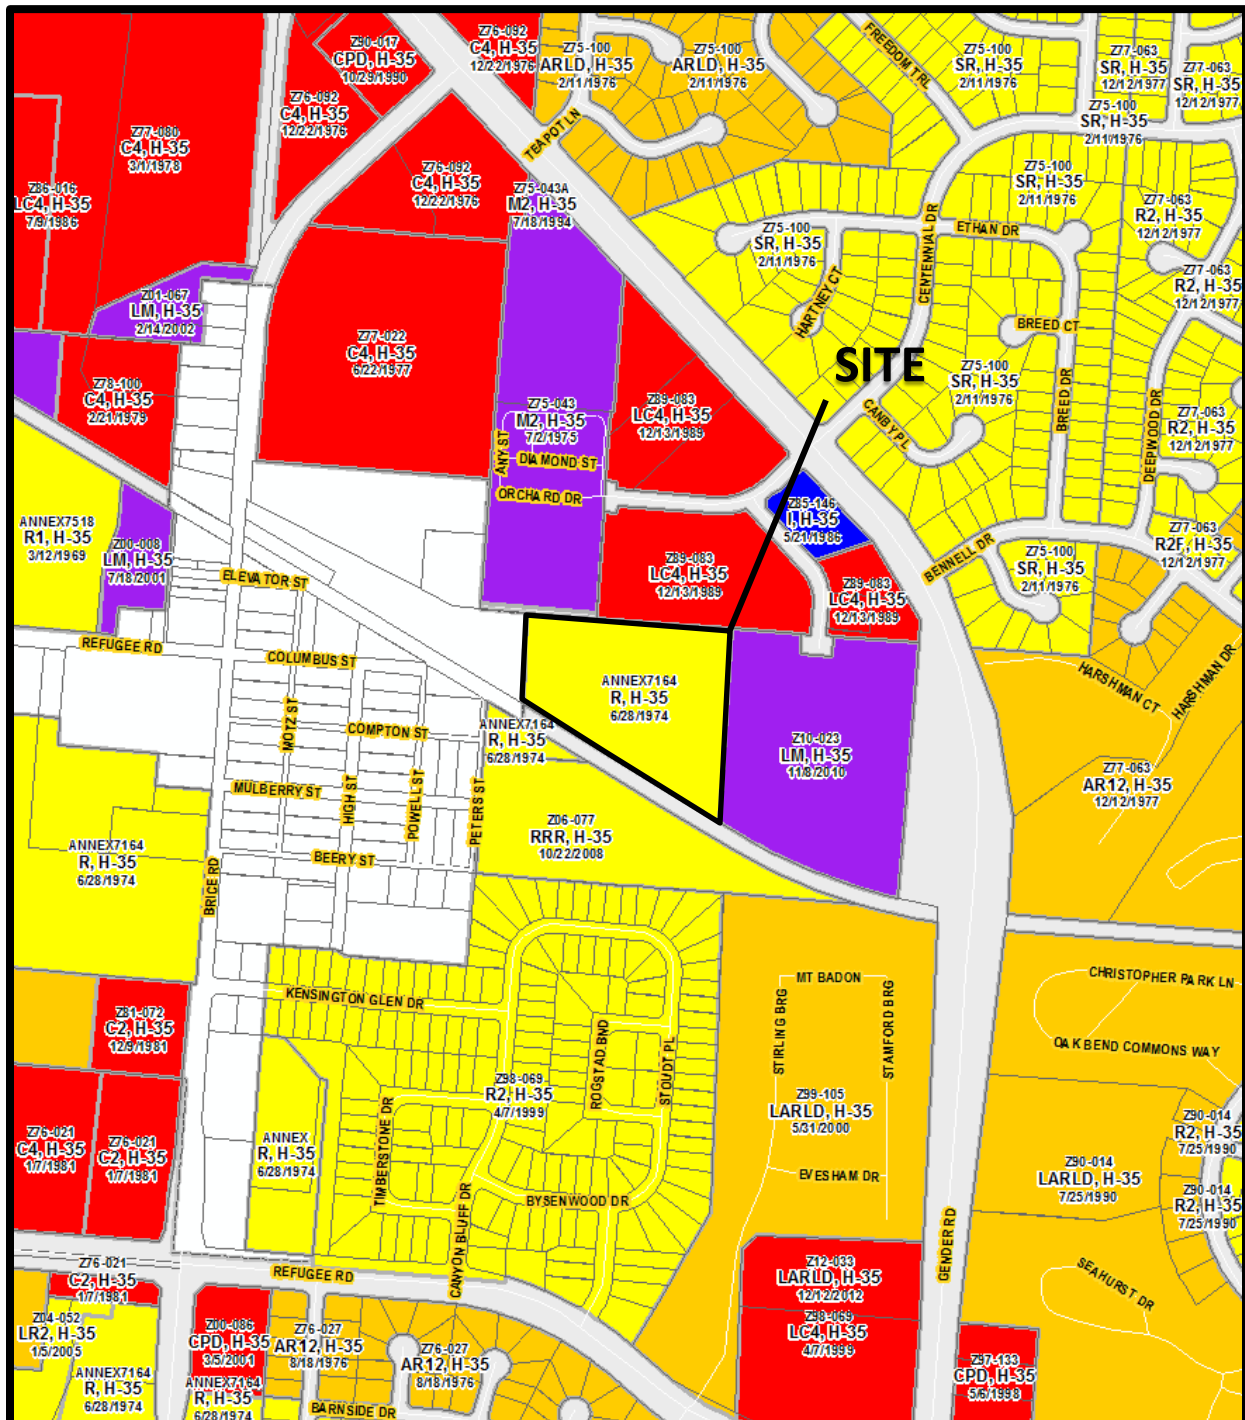 Z90-017
CPD, H-35
10/29/1990
Z76-092
C4, H-35
12/22/1976
Z75-100
ARLD, H-35
2/11/1976
Z75-100
ARLD, H-35
2/11/1976
FREEDOM TRL
Z75-100
SR, H-35
2/11/1976
Z77-063
SR, H-35
12/12/1977
Z77-063
SR, H-35
12/12/1977
Z76-092
C4, H-35
12/22/1976
Z75-100
SR, H-35
2/11/1976
TEAPOT LN
Z77-080
C4, H-35
3/1/1978
Z76-092
C4, H-35
12/22/1976
Z75-100
SR, H-35
2/11/1976
Z86-016
LC4, H-35
7/9/1986
Z75-043A
M2, H-35
7/18/1994
Z77-063
R2, H-35
12/12/1977
Z75-100
SR, H-35
2/11/1976
CENTENNIAL DR
ETHAN DR
Z77-063
R2, H-35
12/12/1977
Z01-067
LM, H-35
2/14/2002
HARTNEY CT
BREED CT
Z77-022
C4, H-35
6/22/1977
SITE
Z75-100
SR, H-35
2/11/1976
BREED DR
Z78-100
C4, H-35
2/21/1979
Z89-083
LC4, H-35
12/13/1989
Z75-043
M2, H-35
7/2/1975
CANBY PL
DEEPWOOD DR
Z77-063
R2, H-35
12/12/1977
ANY ST
DIAMOND ST
ORCHARD DR
Z85-146
I, H-35
5/21/1986
ANNEX7518
R1, H-35
3/12/1969
Z00-008
LM, H-35
7/18/2001
ELEVATOR ST
Z89-083
LC4, H-35
12/13/1989
Z89-083
LC4, H-35
12/13/1989
BENNELL DR
Z75-100
SR, H-35
2/11/1976
Z77-063
R2F, H-35
12/12/1977
REFUGEE RD
COLUMBUS ST
ANNEX7164
R, H-35
6/28/1974
HARSHMAN CT
HARSHMAN DR
MOTZ ST
COMPTON ST
ANNEX7164
R, H-35
6/28/1974
Z10-023
LM, H-35
11/8/2010
Z77-063
AR12, H-35
12/12/1977
MULBERRY ST
HIGH ST
POWELL ST
PETERS ST
Z06-077
RRR, H-35
10/22/2008
ANNEX7164
R, H-35
6/28/1974
BEERY ST
BRICE RD
KENSINGTON GLEN DR
MT BADON
CHRISTOPHER PARK LN
Z81-072
C2, H-35
12/9/1981
STIRLING BRG
STAMFORD BRG
OAK BEND COMMONS WAY
ROGSTAD BND
STOUDT PL
Z98-069
R2, H-35
4/7/1999
Z99-105
LARLD, H-35
5/31/2000
Z76-021
C4, H-35
1/7/1981
Z76-021
C2, H-35
1/7/1981
ANNEX
R, H-35
6/28/1974
TIMBERSTONE DR
Z90-014
R2, H-35
7/25/1990
Z90-014
LARLD, H-35
7/25/1990
EVESHAM DR
BYSENWOOD DR
Z90-014
R2, H-35
7/25/1990
CANYON BLUFF DR
GENDER RD
REFUGEE RD
Z76-021
C2, H-35
1/7/1981
Z12-033
LARLD, H-35
12/12/2012
SEAHURST DR
Z04-052
LR2, H-35
1/5/2005
Z00-086
CPD, H-35
3/5/2001
Z76-027
AR12, H-35
8/18/1976
Z98-069
LC4, H-35
4/7/1999
Z76-027
AR12, H-35
8/18/1976
Z97-133
CPD, H-35
5/6/1998
ANNEX7164
R, H-35
6/28/1974
ANNEX7164
R, H-35
6/28/1974
BARNSIDE DR